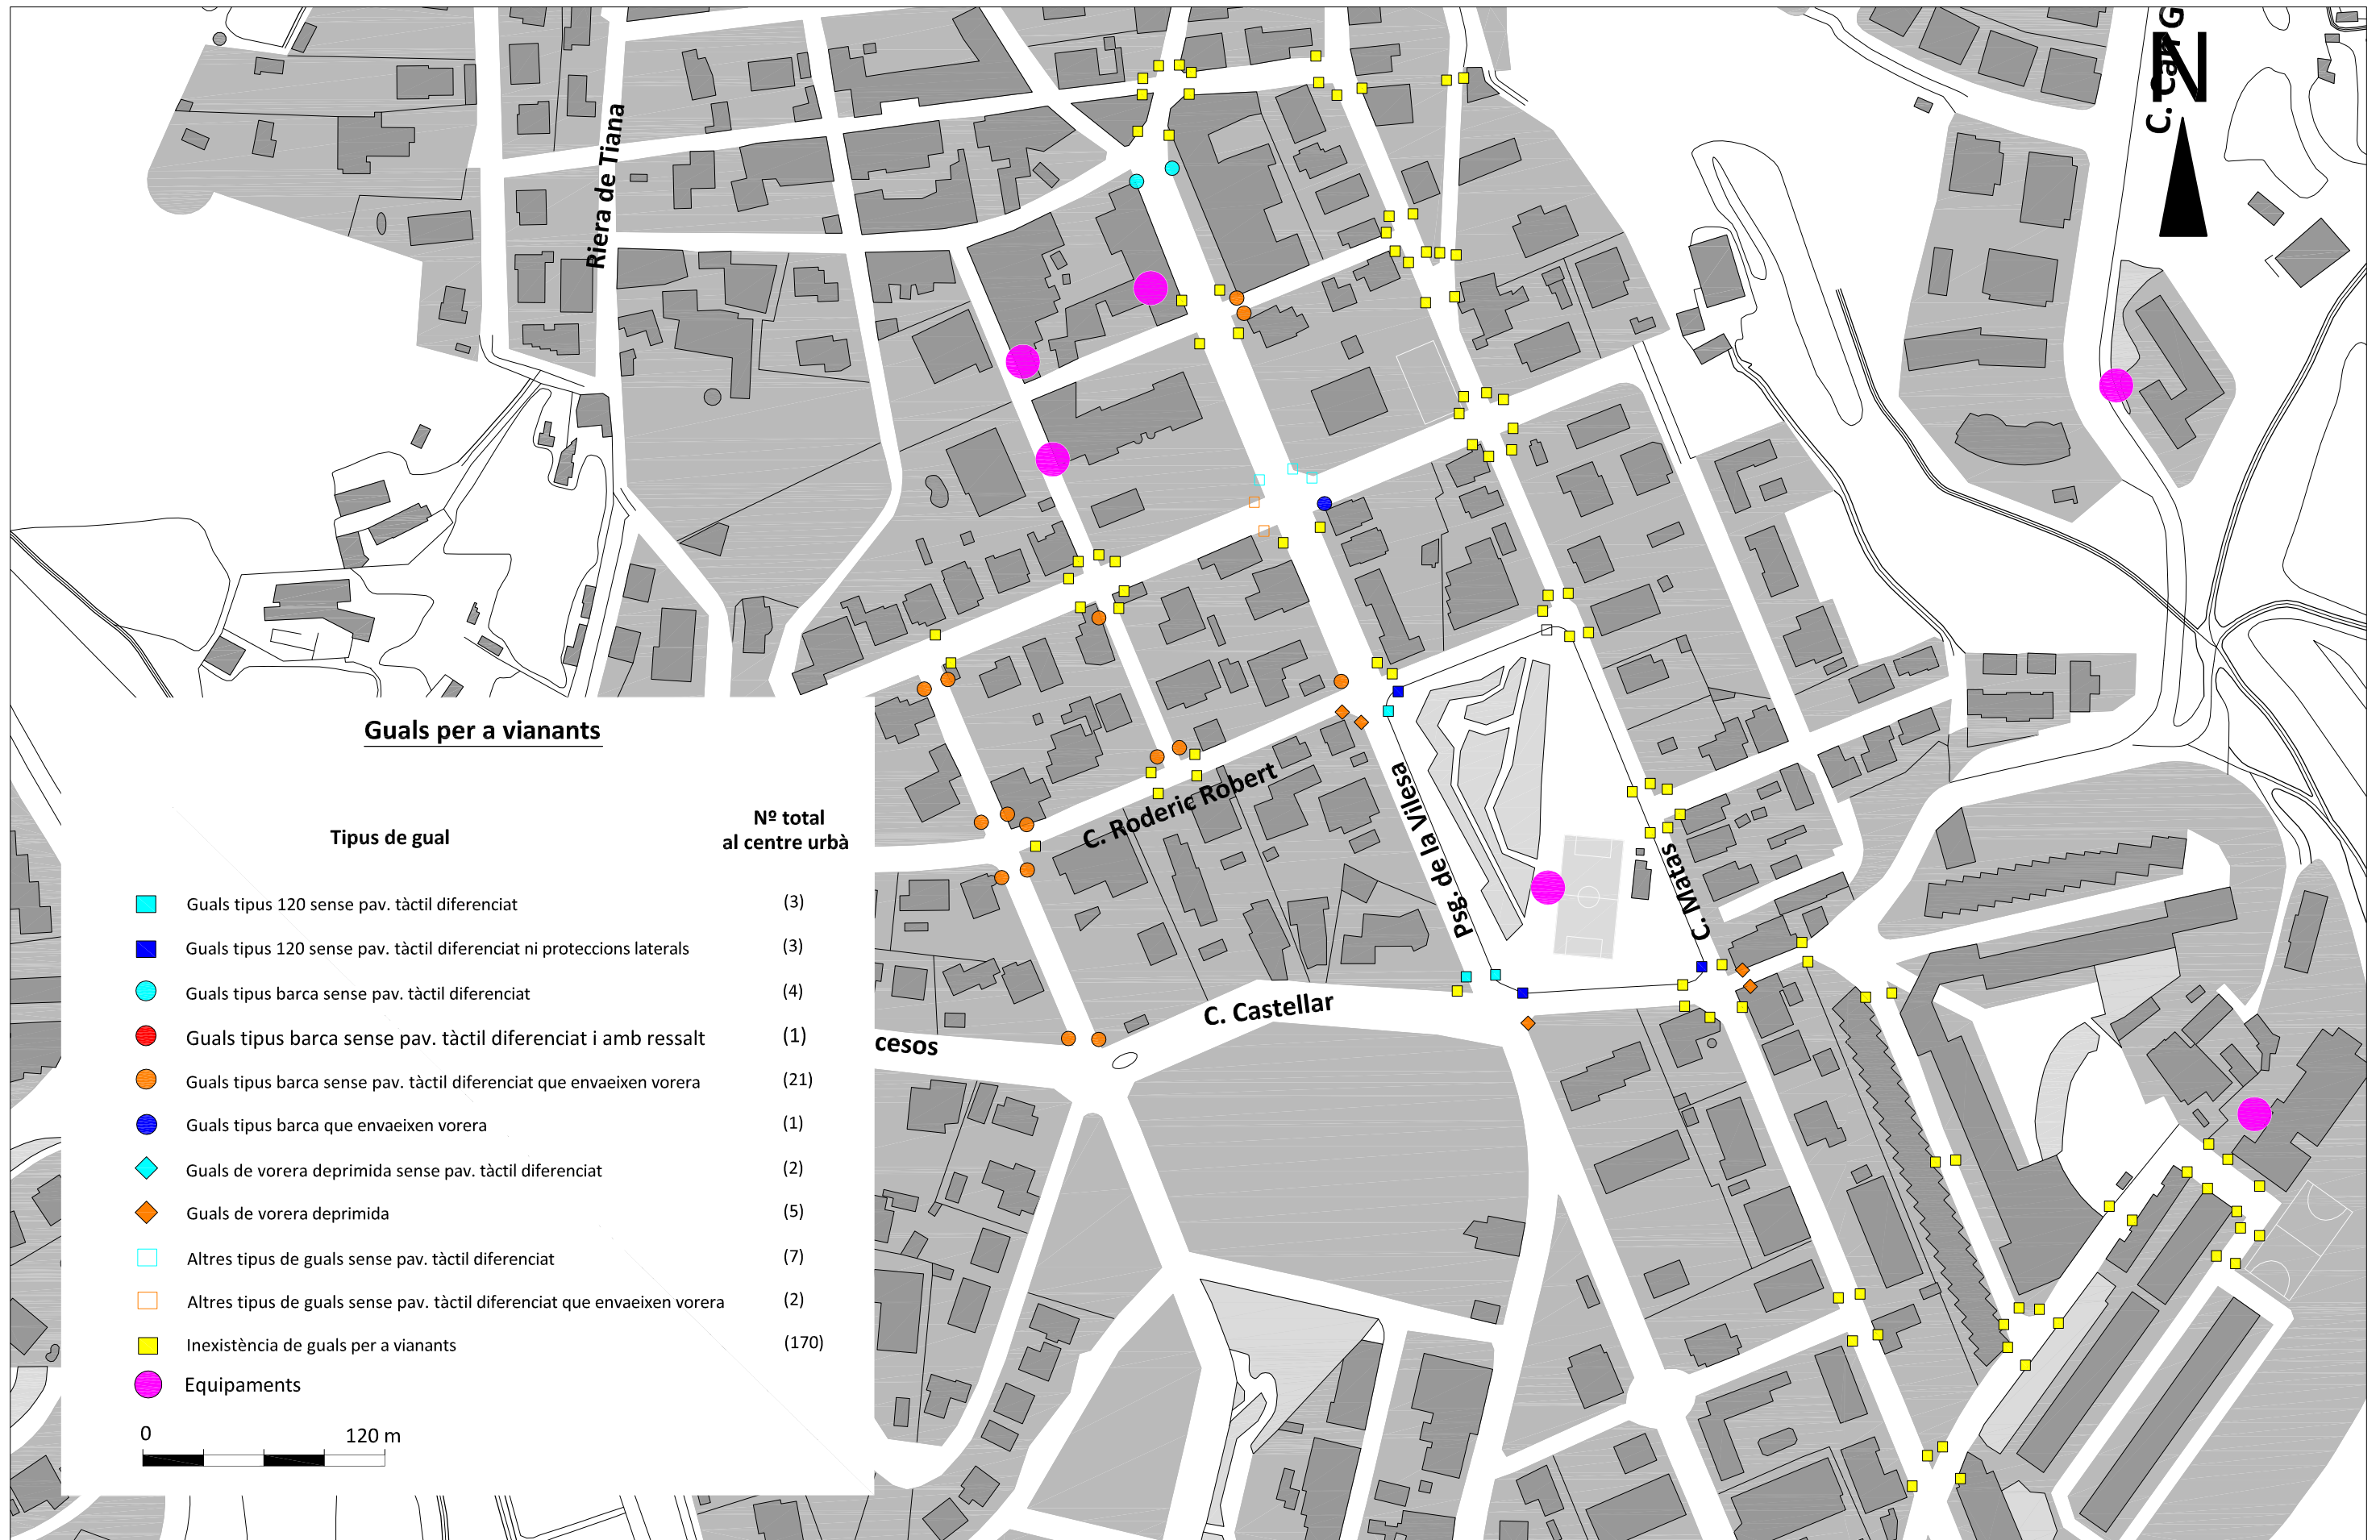 C. Can G
N
Riera de Tiana
Guals per a vianants
Tipus de gual
Nº total
al centre urbà
Guals tipus 120 sense pav. tàctil diferenciat (3)
Guals tipus 120 sense pav. tàctil diferenciat ni proteccions laterals (3)
Guals tipus barca sense pav. tàctil diferenciat (4)
Guals tipus barca sense pav. tàctil diferenciat i amb ressalt (1)
Guals tipus barca sense pav. tàctil diferenciat que envaeixen vorera (21)
Guals tipus barca que envaeixen vorera (1)
Guals de vorera deprimida sense pav. tàctil diferenciat (2)
Guals de vorera deprimida (5)
Altres tipus de guals sense pav. tàctil diferenciat (7)
Altres tipus de guals sense pav. tàctil diferenciat que envaeixen vorera (2)
Inexistència de guals per a vianants (170)
Equipaments
0 120 m
C. Roderic Robert
Psg. de la Vilesa
C. Matas
C. Castellar
cesos